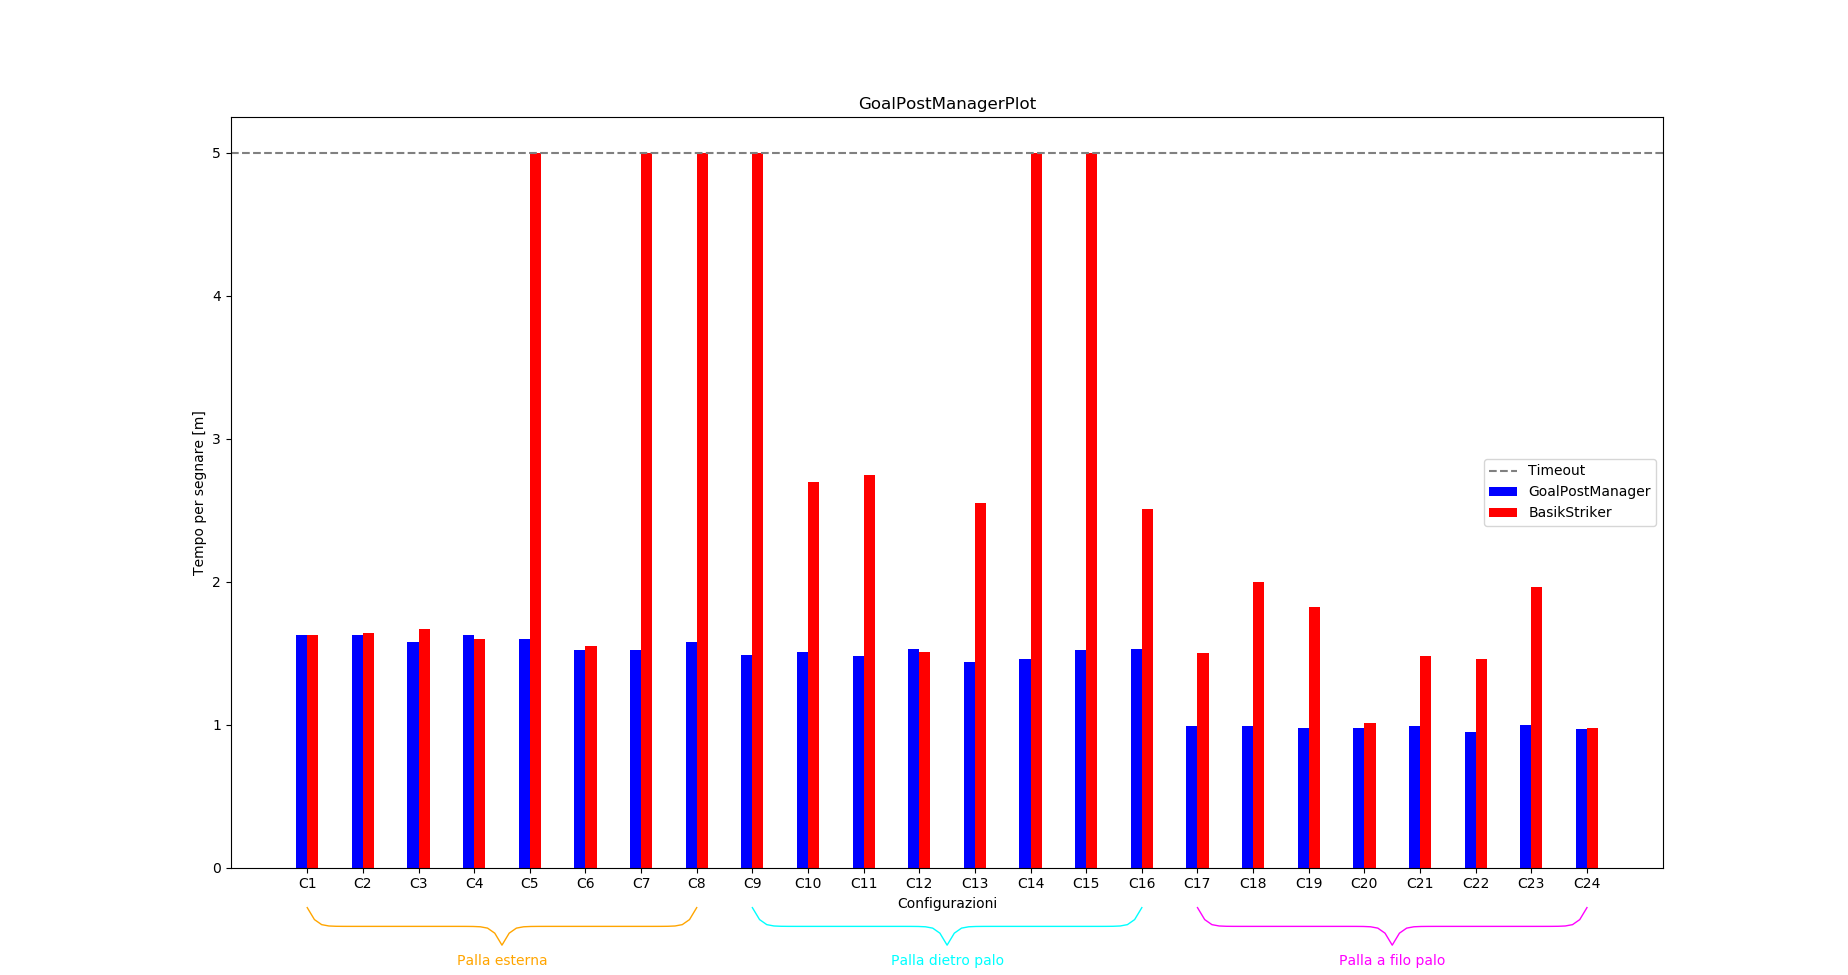 GoalPostManagerPlot
5
4
3
2
1
0
Tempo per segnare [m]
Timeout
GoalPostManager
BasikStriker
C1 C2 C3 C4 C5 C6 C7 C8 C9 C10 C11 C12 C13 C14 C15 C16 C17 C18 C19 C20 C21 C22 C23 C24
Configurazioni
Palla esterna Palla dietro palo Palla a filo palo